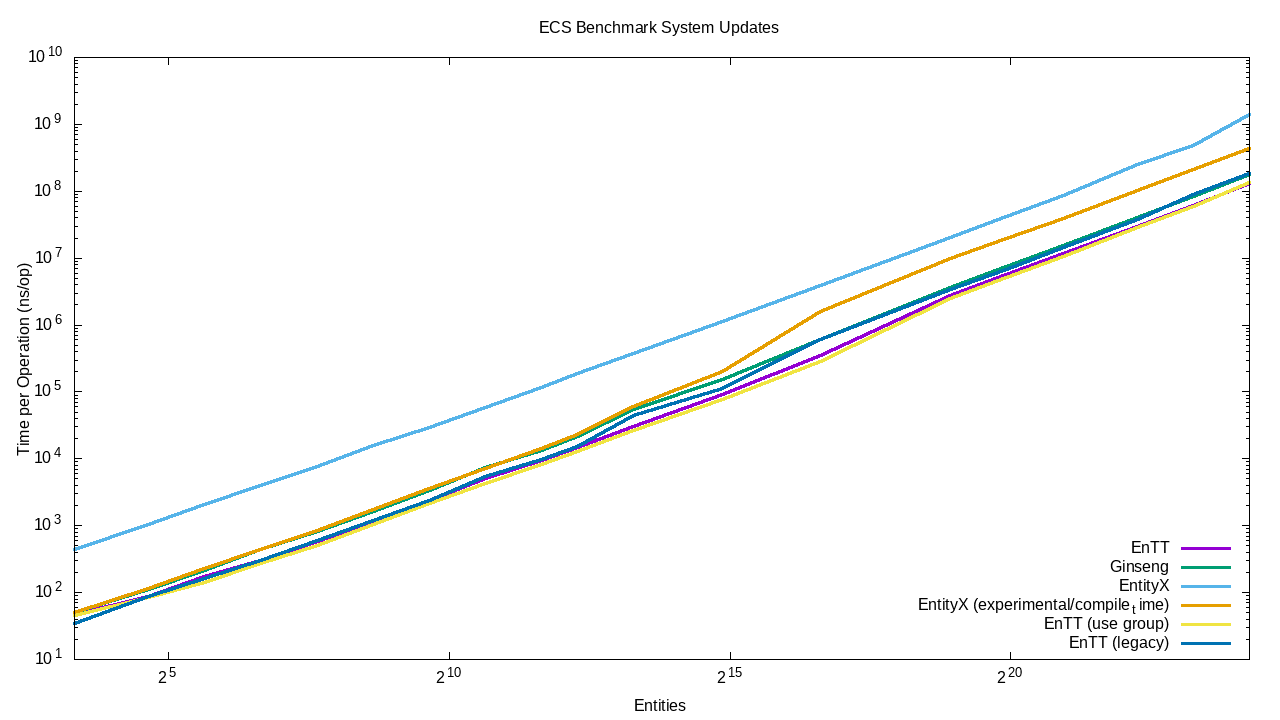 ECS Benchmark System Updates
10^10
10^9
10^8
10^7
10^6
10^5
10^4
10^3
10^2
10^1
Time per Operation (ns/op)
EnTT
Ginseng
EntityX
EntityX (experimental/compile_time)
EnTT (use group)
EnTT (legacy)
2^5 2^10 2^15 2^20
Entities